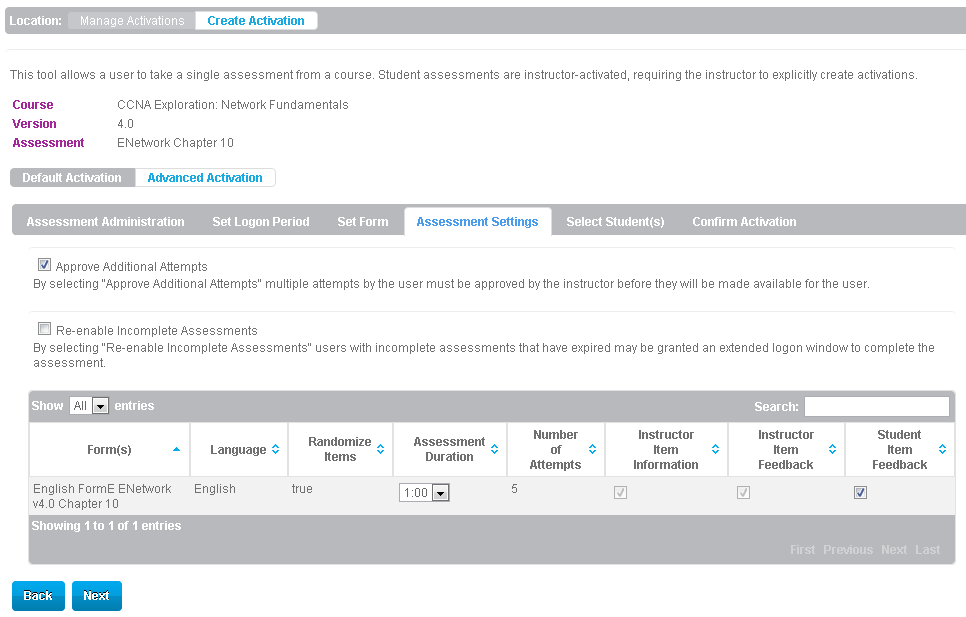 Location: Manage Activations Create Activation
This tool allows a user to take a single assessment from a course. Student assessments are instructor-activated, requiring the instructor to explicitly create activations.
Course CCNA Exploration: Network Fundamentals
Version 4.0
Assessment ENetwork Chapter 10
Default Activation Advanced Activation
Assessment Administration Set Logon Period Set Form Assessment Settings Select Student(s) Confirm Activation
Approve Additional Attempts
By selecting "Approve Additional Attempts" multiple attempts by the user must be approved by the instructor before they will be made available for the user.
Re-enable Incomplete Assessments
By selecting "Re-enable Incomplete Assessments" users with incomplete assessments that have expired may be granted an extended logon window to complete the
assessment.
Show All entries Search:
Form(s) Language Randomize Items Assessment Duration Number of Attempts Instructor Item Information Instructor Item Feedback Student Item Feedback
English FormE ENetwork English true 1:00 5
v4.0 Chapter 10
Showing 1 to 1 of 1 entries
First Previous Next Last
Back Next